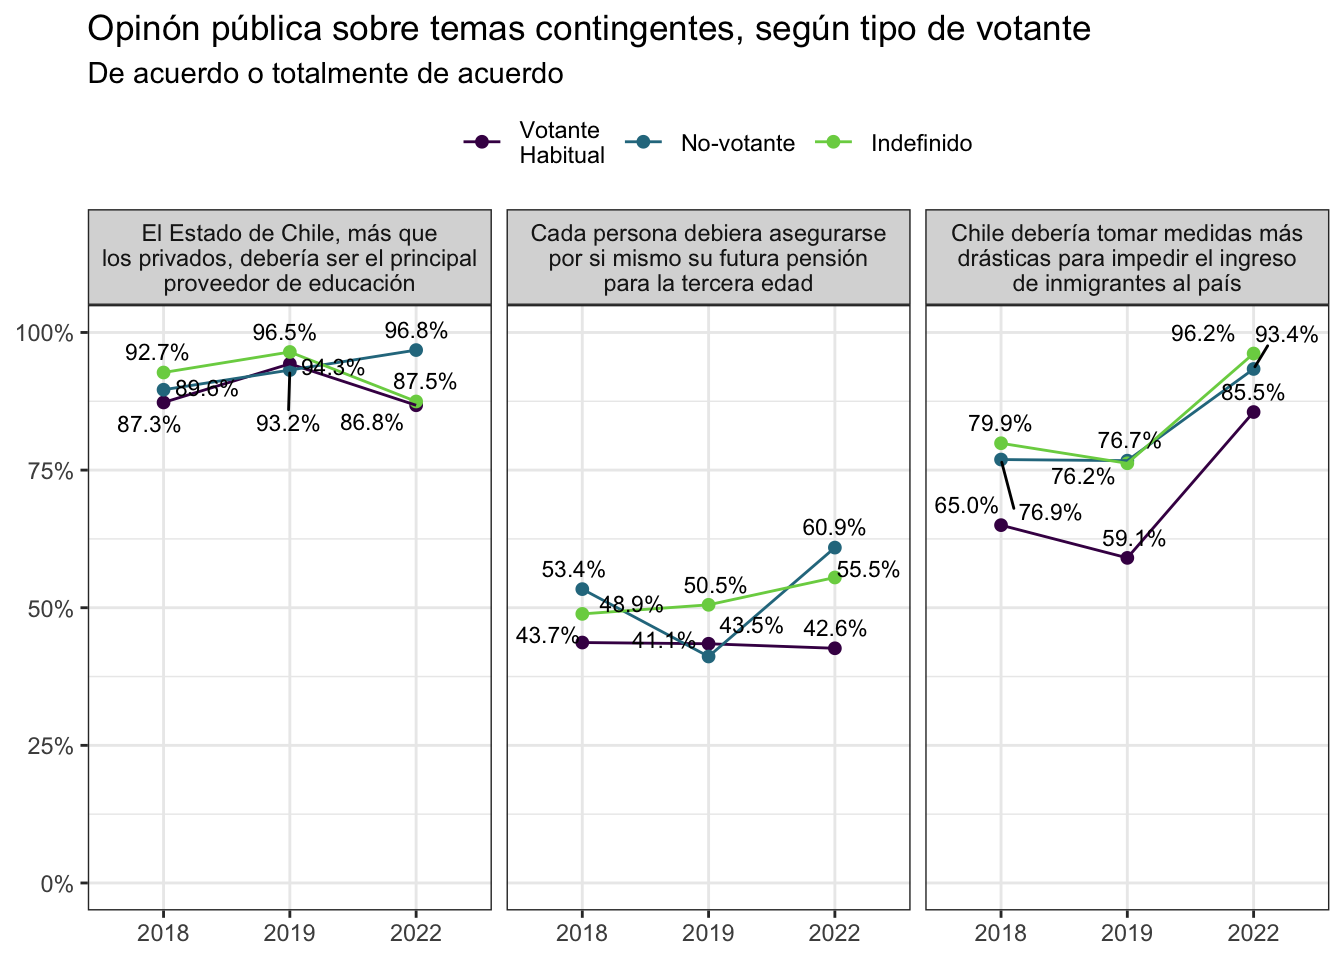 Opinón pública sobre temas contingentes, según tipo de votante
De acuerdo o totalmente de acuerdo
Votante
Habitual
No-votante
Indefinido
El Estado de Chile, más que
los privados, debería ser el principal
proveedor de educación
Cada persona debiera asegurarse
por si mismo su futura pensión
para la tercera edad
Chile debería tomar medidas más
drásticas para impedir el ingreso
de inmigrantes al país
100%
75%
50%
25%
0%
92.7%
89.6%
87.3%
96.5%
94.3%
93.2%
96.8%
87.5%
86.8%
53.4%
48.9%
43.7%
50.5%
43.5%
41.1%
60.9%
55.5%
42.6%
79.9%
76.9%
65.0%
76.7%
76.2%
59.1%
96.2%
93.4%
85.5%
2018
2019
2022
2018
2019
2022
2018
2019
2022